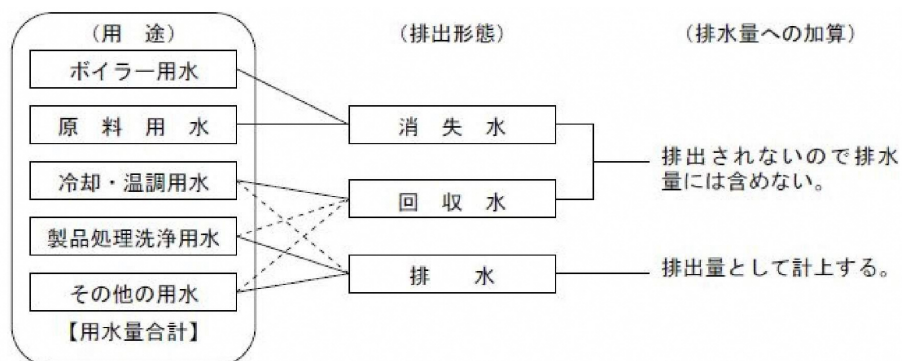 (用 途)
(排出形態)
(排水量への加算)
ボイラー用水
原 料 用 水
冷却・温調用水
製品処理洗浄用水
その他の用水
【用水量合計】
消 失 水
回 収 水
排 水
排出されないので排水
量には含めない。
排出量として計上する。